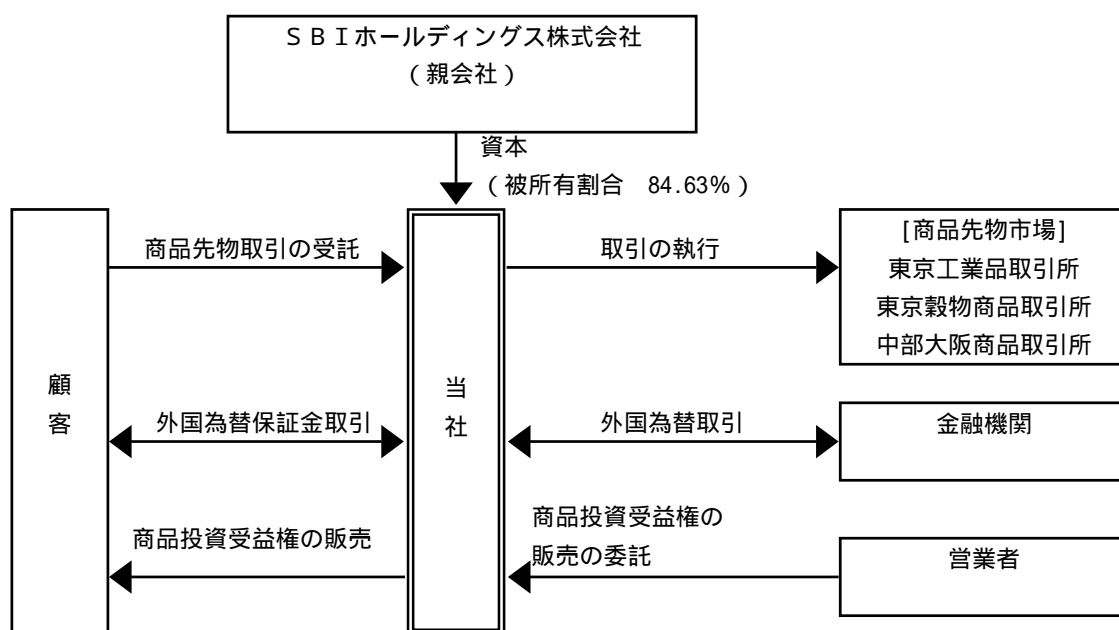 ＳＢＩホールディングス株式会社
（親会社）
資本
（被所有割合　84.63％）
商品先物取引の受託
取引の執行
[商品先物市場]
東京工業品取引所
東京穀物商品取引所
中部大阪商品取引所
顧
客
当
社
外国為替保証金取引
外国為替取引
金融機関
商品投資受益権の販売
商品投資受益権の
販売の委託
営業者